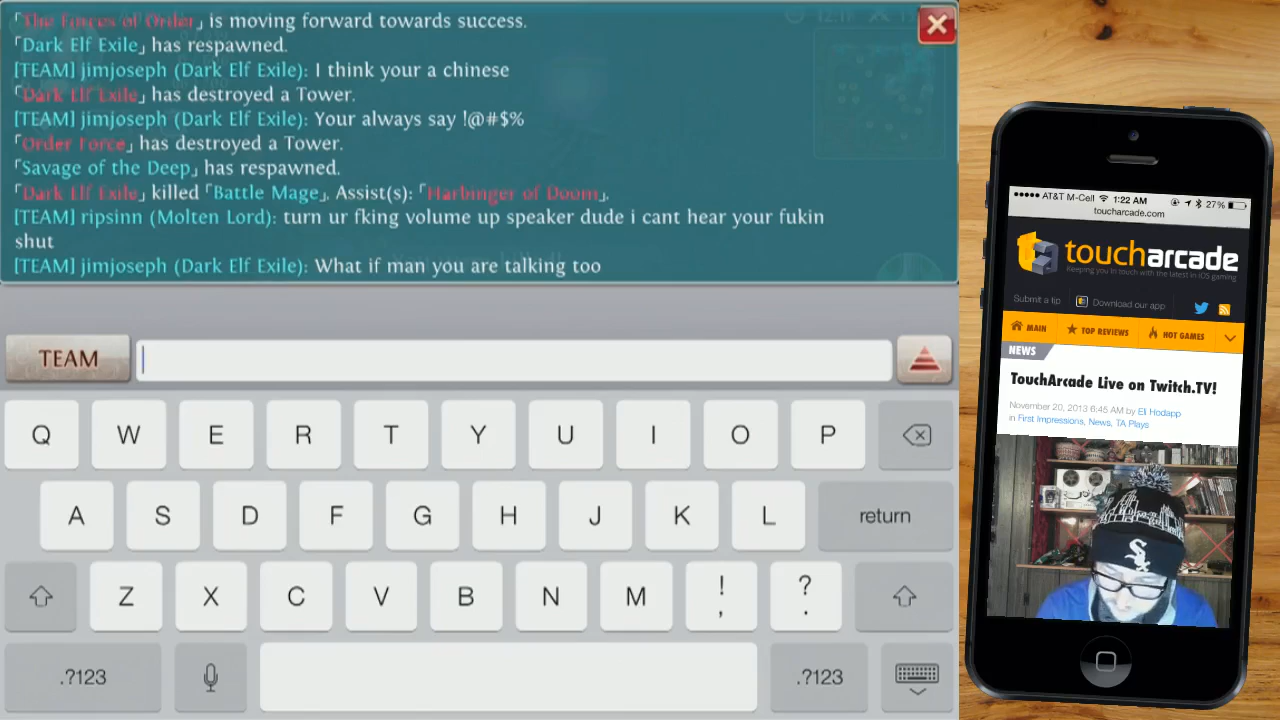 「The Forces of Order」 is moving forward towards success.
「Dark Elf Exile」 has respawned.
[TEAM] jimjoseph (Dark Elf Exile): I think your a chinese
「Dark Elf Exile」 has destroyed a Tower.
[TEAM] jimjoseph (Dark Elf Exile): Your always say !@#$%
「Order Force」 has destroyed a Tower.
「Savage of the Deep」 has respawned.
「Dark Elf Exile」 killed 「Battle Mage」. Assist(s): 「Harbinger of Doom」.
[TEAM] ripsinn (Molten Lord): turn ur fking volume up speaker dude i cant hear your fukin
shut
[TEAM] jimjoseph (Dark Elf Exile): What if man you are talking too
TEAM
Q W E R T Y U I O P
A S D F G H J K L return
Z X C V B N M ! , ? .
.?123 .?123
AT&T M-Cell 1:22 AM 27%
toucharcade.com
toucharcade
Keeping you in touch with the latest in iOS gaming
Submit a tip Download our app
MAIN TOP REVIEWS HOT GAMES
NEWS
TouchArcade Live on Twitch.TV!
November 20, 2013 6:45 AM by Eli Hodapp
in First Impressions, News, TA Plays